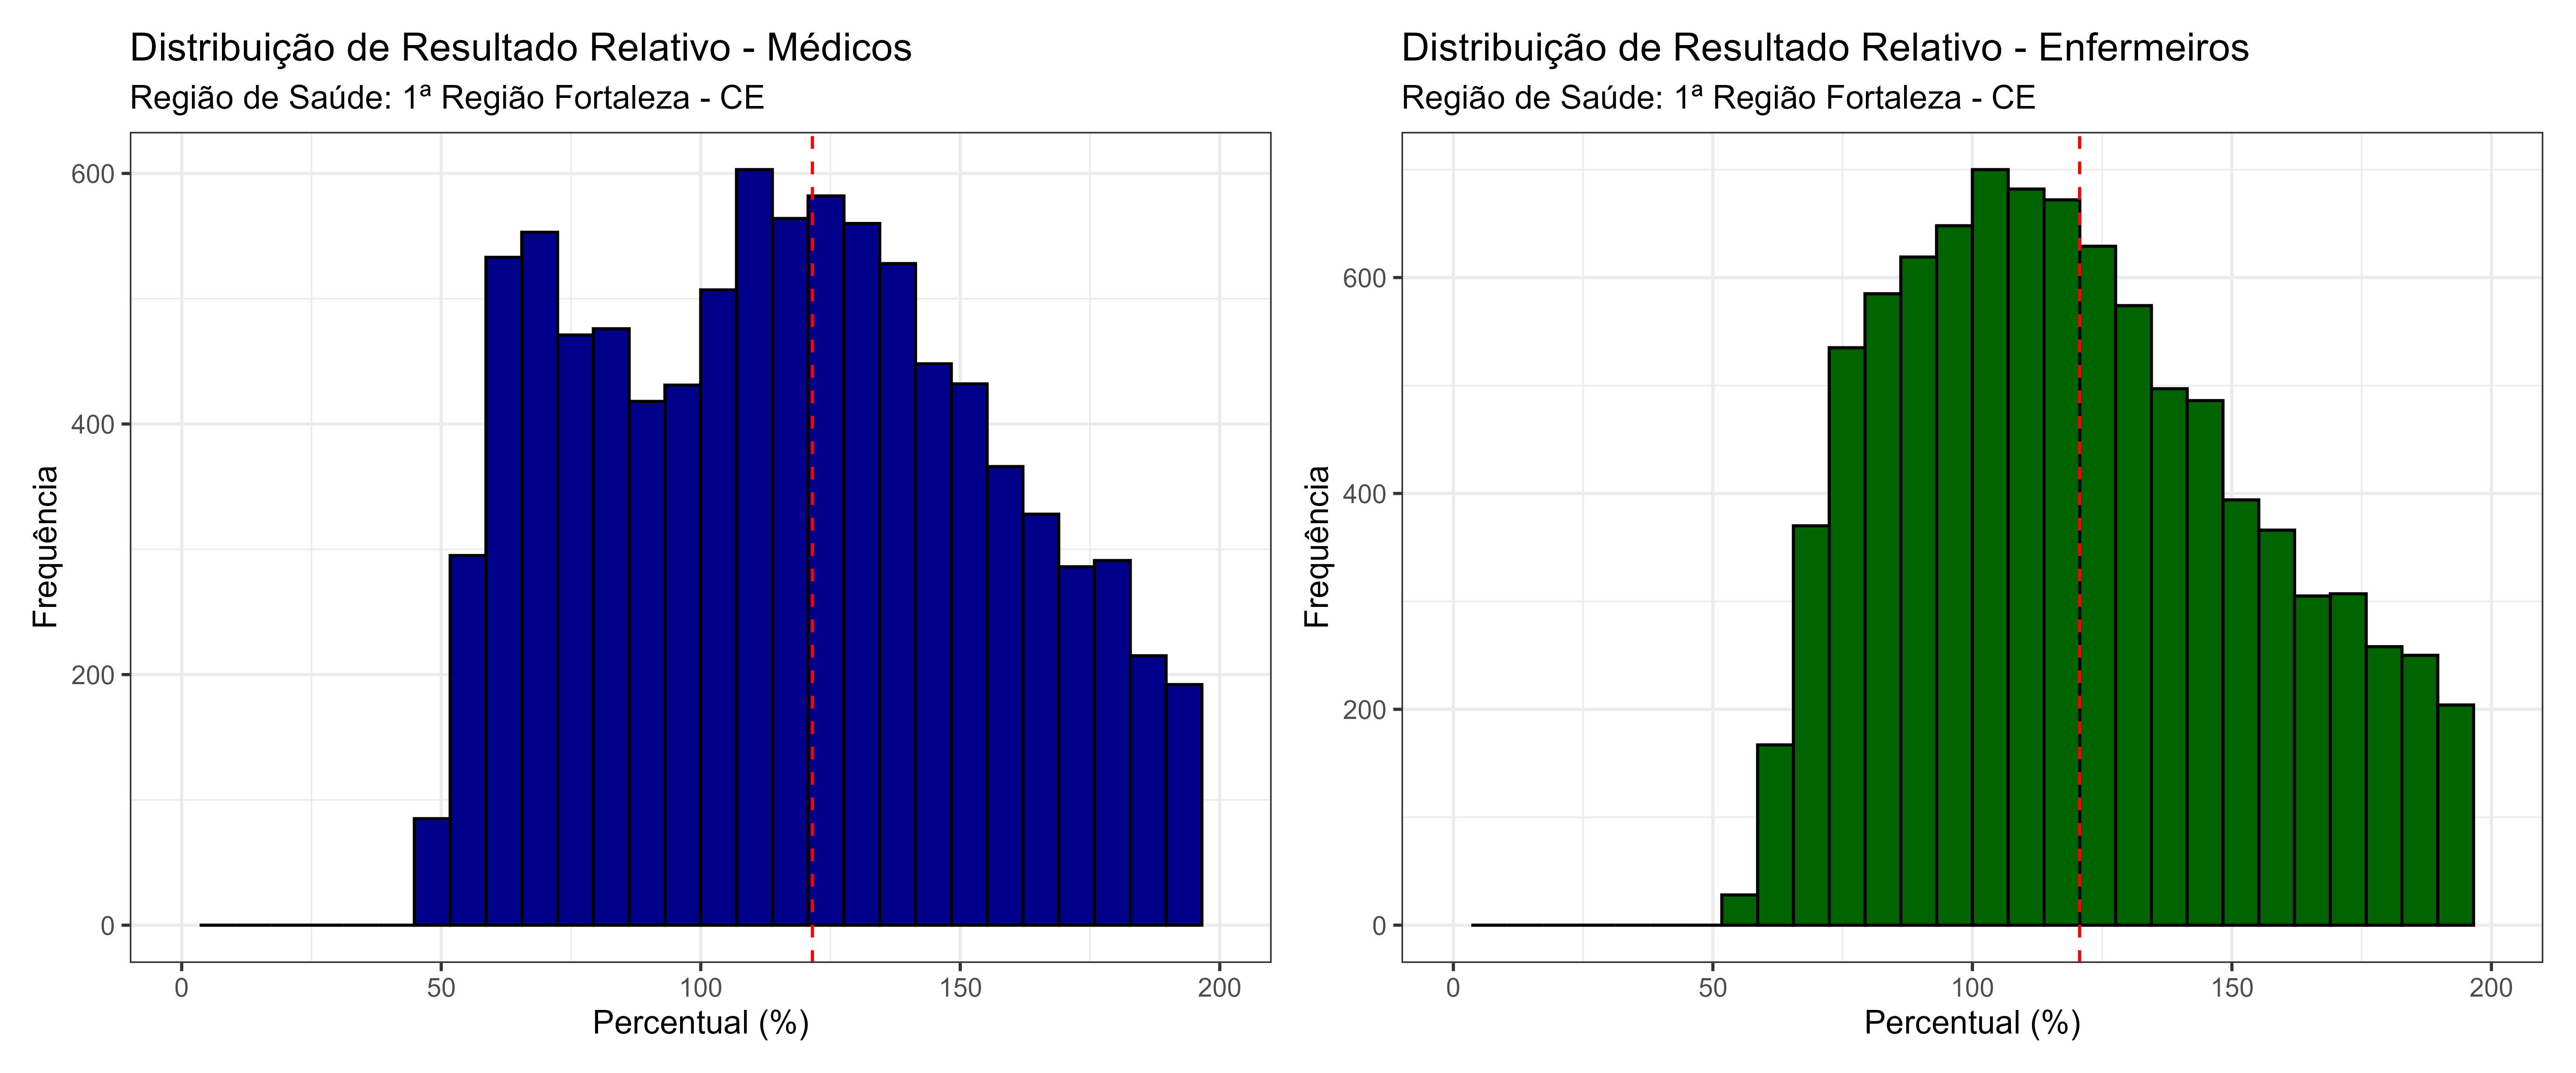 Distribuição de Resultado Relativo - Médicos
Região de Saúde: 1ª Região Fortaleza - CE
600
400
200
0
Frequência
0 50 100 150 200
Percentual (%)
Distribuição de Resultado Relativo - Enfermeiros
Região de Saúde: 1ª Região Fortaleza - CE
600
400
200
0
Frequência
0 50 100 150 200
Percentual (%)